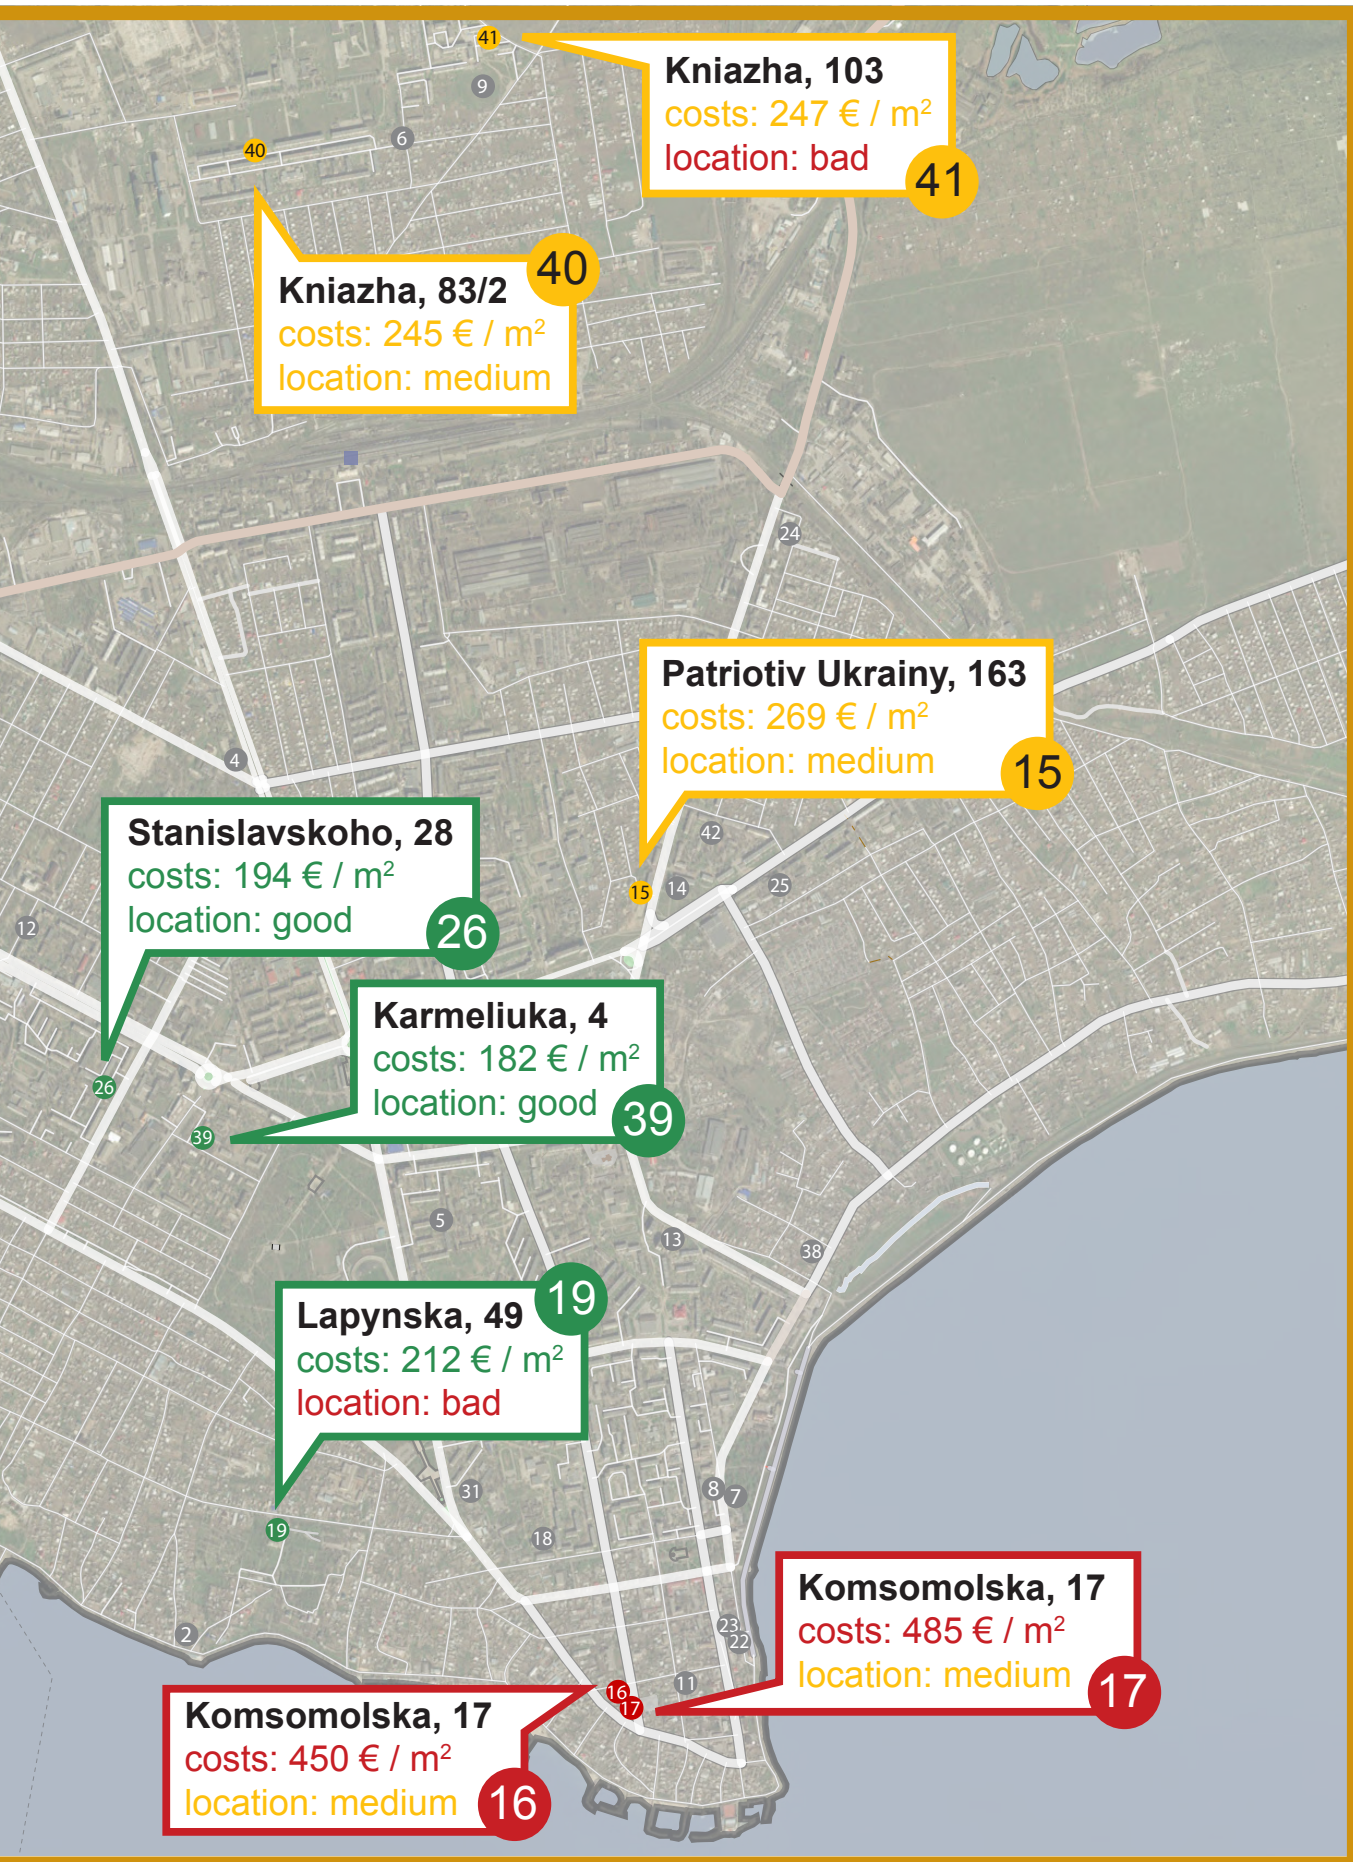 41
Kniazha, 103
costs: 247 € / m²
location: bad
41
9
6
40
40
Kniazha, 83/2
costs: 245 € / m²
location: medium
24
Patriotiv Ukrainy, 163
costs: 269 € / m²
location: medium
15
4
Stanislavskoho, 28
costs: 194 € / m²
location: good
26
42
15
14
25
12
Karmeliuka, 4
costs: 182 € / m²
location: good
39
26
39
5
13
38
19
Lapynska, 49
costs: 212 € / m²
location: bad
31
8
7
19
18
2
23
22
Komsomolska, 17
costs: 485 € / m²
location: medium
17
16
17
11
Komsomolska, 17
costs: 450 € / m²
location: medium
16